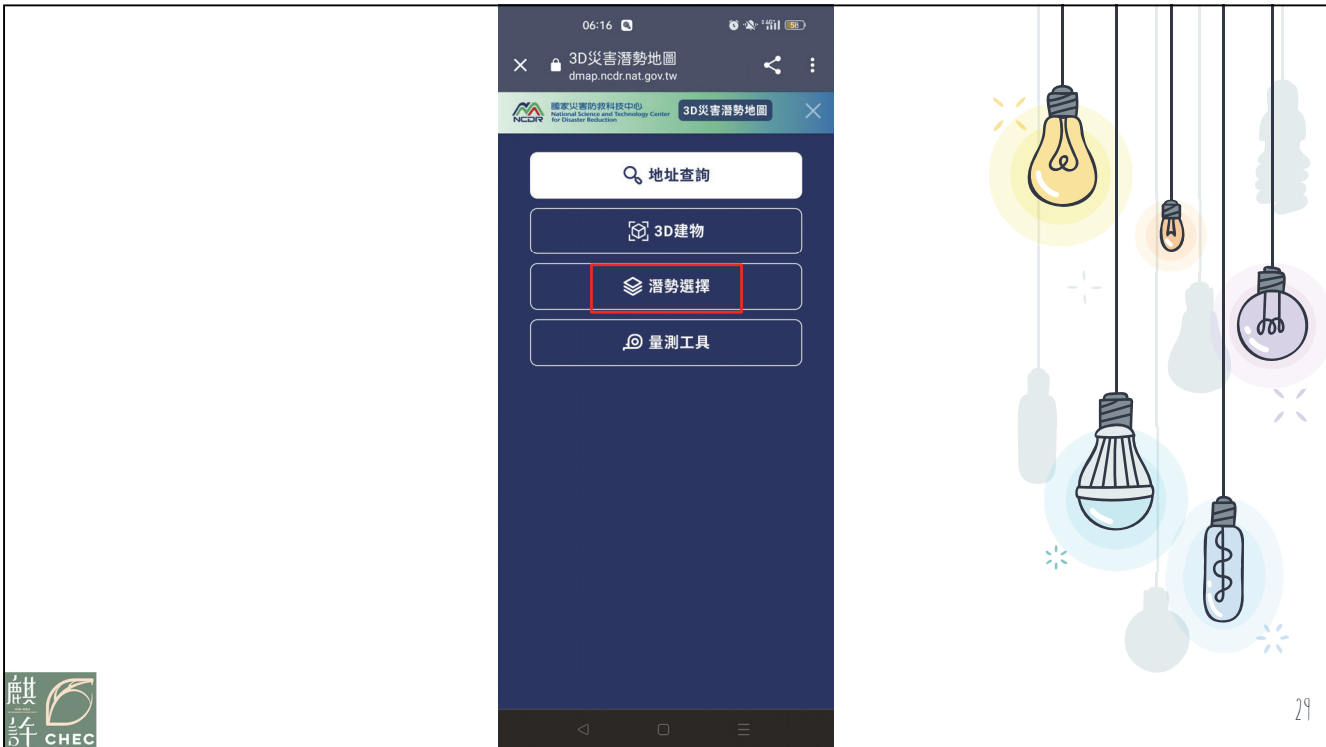 06:16
58
3D災害潛勢地圖
dmap.ncdr.nat.gov.tw
NCDR
國家災害防救科技中心
National Science and Technology Center
for Disaster Reduction
3D災害潛勢地圖
地址查詢
3D建物
潛勢選擇
量測工具
麒
許
CHEC
29